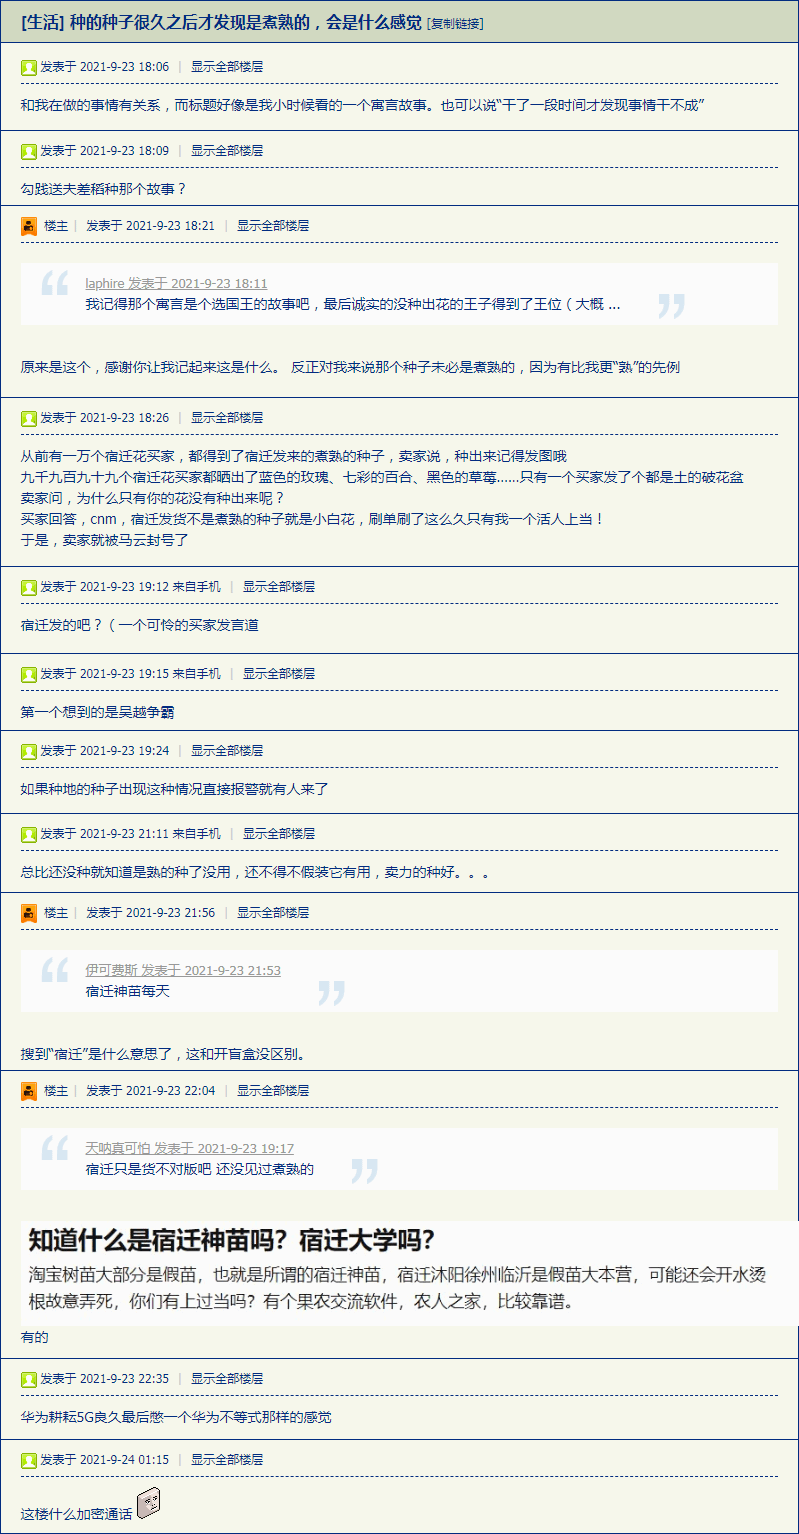 [生活] 种的种子很久之后才发现是煮熟的，会是什么感觉 [复制链接]
发表于 2021-9-23 18:06 | 显示全部楼层
和我在做的事情有关系，而标题好像是我小时候看的一个寓言故事。也可以说“干了一段时间才发现事情干不成”
发表于 2021-9-23 18:09 | 显示全部楼层
勾践送夫差稻种那个故事？
楼主 | 发表于 2021-9-23 18:21 | 显示全部楼层
laphire 发表于 2021-9-23 18:11
我记得那个寓言是个选国王的故事吧，最后诚实的没种出花的王子得到了王位（大概 ...
原来是这个，感谢你让我记起来这是什么。 反正对我来说那个种子未必是煮熟的，因为有比我更“熟”的先例
发表于 2021-9-23 18:26 | 显示全部楼层
从前有一万个宿迁花买家，都得到了宿迁发来的煮熟的种子，卖家说，种出来记得发图哦
九千九百九十九个宿迁花买家都晒出了蓝色的玫瑰、七彩的百合、黑色的草莓……只有一个买家发了个都是土的破花盆
卖家问，为什么只有你的花没有种出来呢？
买家回答，cnm，宿迁发货不是煮熟的种子就是小白花，刷单刷了这么久只有我一个活人上当！
于是，卖家就被马云封号了
发表于 2021-9-23 19:12 来自手机 | 显示全部楼层
宿迁发的吧？（一个可怜的买家发言道
发表于 2021-9-23 19:15 来自手机 | 显示全部楼层
第一个想到的是吴越争霸
发表于 2021-9-23 19:24 | 显示全部楼层
如果种地的种子出现这种情况直接报警就有人来了
发表于 2021-9-23 21:11 来自手机 | 显示全部楼层
总比还没种就知道是熟的种了没用，还不得不假装它有用，卖力的种好。。。
楼主 | 发表于 2021-9-23 21:56 | 显示全部楼层
伊可费斯 发表于 2021-9-23 21:53
宿迁神苗每天
搜到“宿迁”是什么意思了，这和开盲盒没区别。
楼主 | 发表于 2021-9-23 22:04 | 显示全部楼层
天呐真可怕 发表于 2021-9-23 19:17
宿迁只是货不对版吧 还没见过煮熟的
知道什么是宿迁神苗吗？宿迁大学吗？
淘宝树苗大部分是假苗，也就是所谓的宿迁神苗，宿迁沐阳徐州临沂是假苗大本营，可能还会开水烫
根故意弄死，你们有上过当吗？有个果农交流软件，农人之家，比较靠谱。
有的
发表于 2021-9-23 22:35 | 显示全部楼层
华为耕耘5G良久最后憋一个华为不等式那样的感觉
发表于 2021-9-24 01:15 | 显示全部楼层
这楼什么加密通话